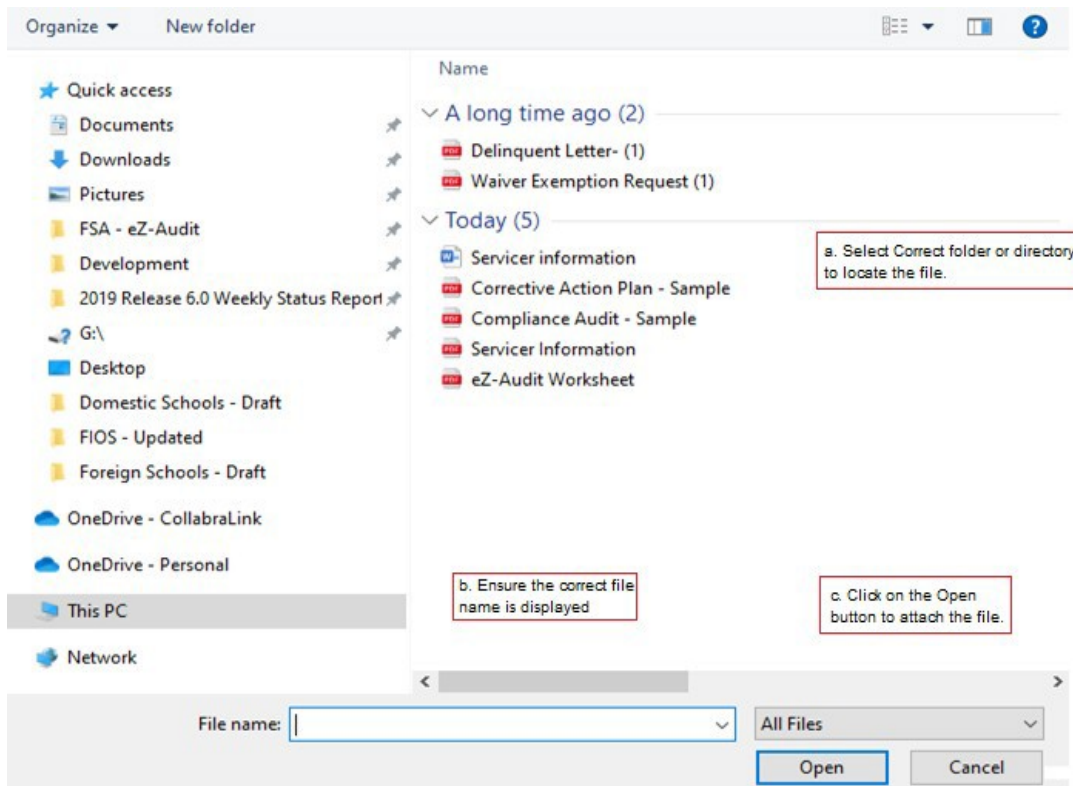 Organize New folder
Name
Quick access
Documents
Downloads
Pictures
FSA - eZ-Audit
Development
2019 Release 6.0 Weekly Status Report
G:\
Desktop
Domestic Schools - Draft
FIOS - Updated
Foreign Schools - Draft
OneDrive - CollabraLink
OneDrive - Personal
This PC
Network
A long time ago (2)
Delinquent Letter- (1)
Waiver Exemption Request (1)
Today (5)
Servicer information
Corrective Action Plan - Sample
Compliance Audit - Sample
Servicer Information
eZ-Audit Worksheet
a. Select Correct folder or directory
to locate the file.
b. Ensure the correct file
name is displayed
c. Click on the Open
button to attach the file.
File name: All Files
Open Cancel